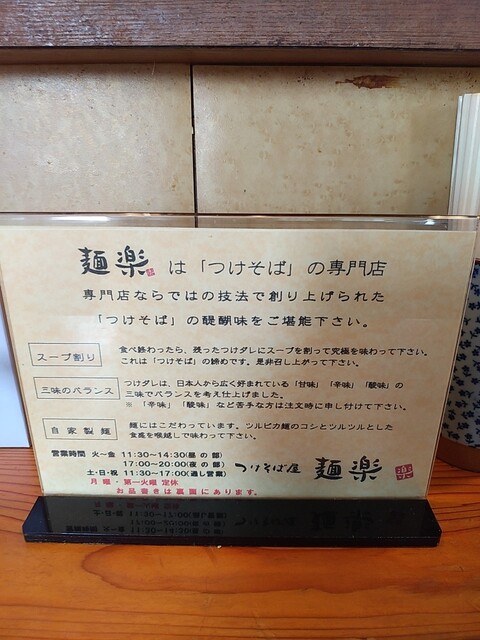 麺楽は「つけそば」の専門店
専門店ならではの技法で創り上げられた
「つけそば」の醍醐味をご堪能下さい。
スープ割り
食べ終わったら、残ったつけダレにスープを割って究極を味わって下さい。
これは「つけそば」の締めです。是非召し上がって下さい。
三味のバランス
つけダレは、日本人から広く好まれている「甘味」「辛味」「酸味」の
三味でバランスを考え仕上げました。
※「辛味」「酸味」など苦手な方は注文時に申し付けて下さい。
自家製麺
麺にはこだわっています。ツルピカ麺のコシとツルツルとした
食感を喉越しで味わって下さい。
営業時間 火ー金 11:30~14:30(昼の部)
17:00~20:00(夜の部)
土・日・祝 11:30~17:00(通し営業)
月曜・第一火曜 定休
お品書きは裏面にあります。
つけそば屋 麺楽